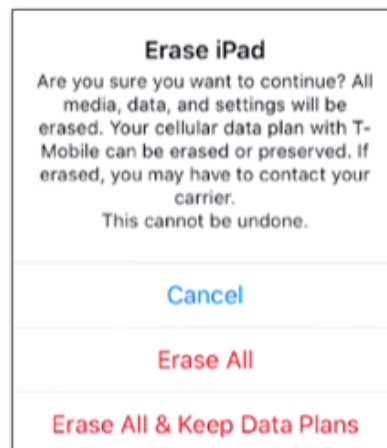 Erase iPad
Are you sure you want to continue? All
media, data, and settings will be
erased. Your cellular data plan with T-
Mobile can be erased or preserved. If
erased, you may have to contact your
carrier.
This cannot be undone.
Cancel
Erase All
Erase All & Keep Data Plans